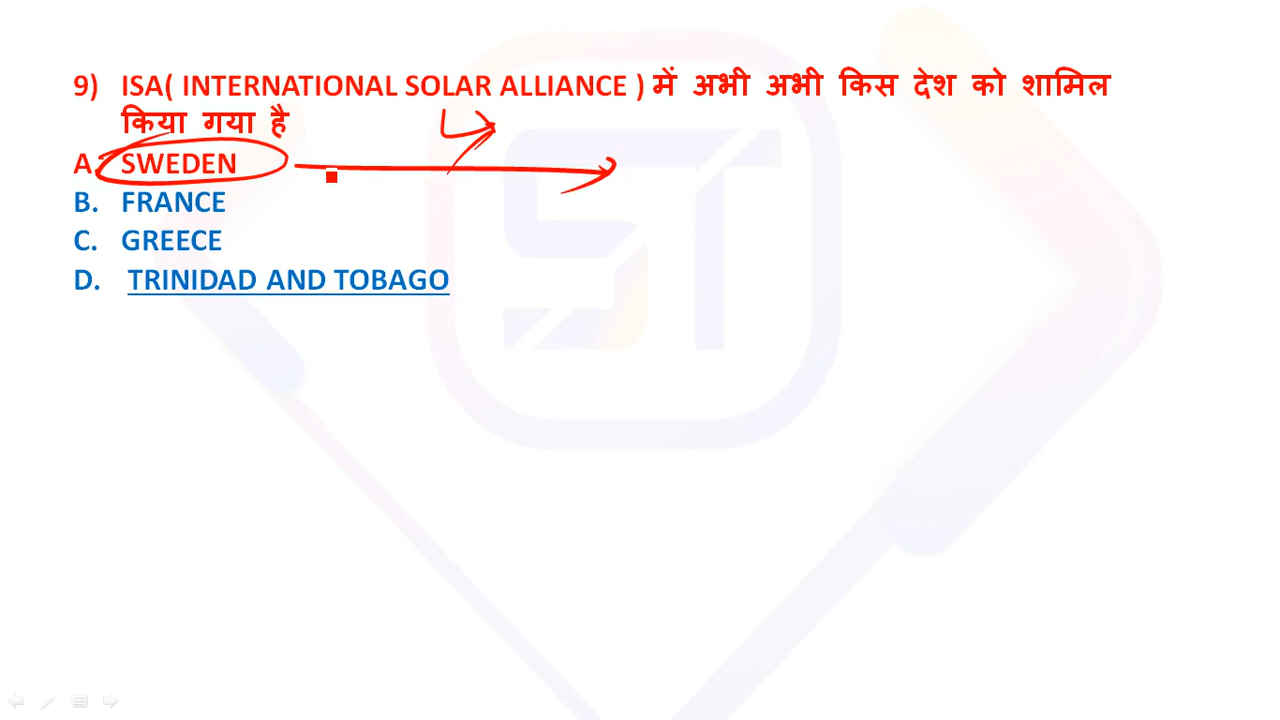 9) ISA( INTERNATIONAL SOLAR ALLIANCE ) में अभी अभी किस देश को शामिल
किया गया है
A. SWEDEN
B. FRANCE
C. GREECE
D. TRINIDAD AND TOBAGO